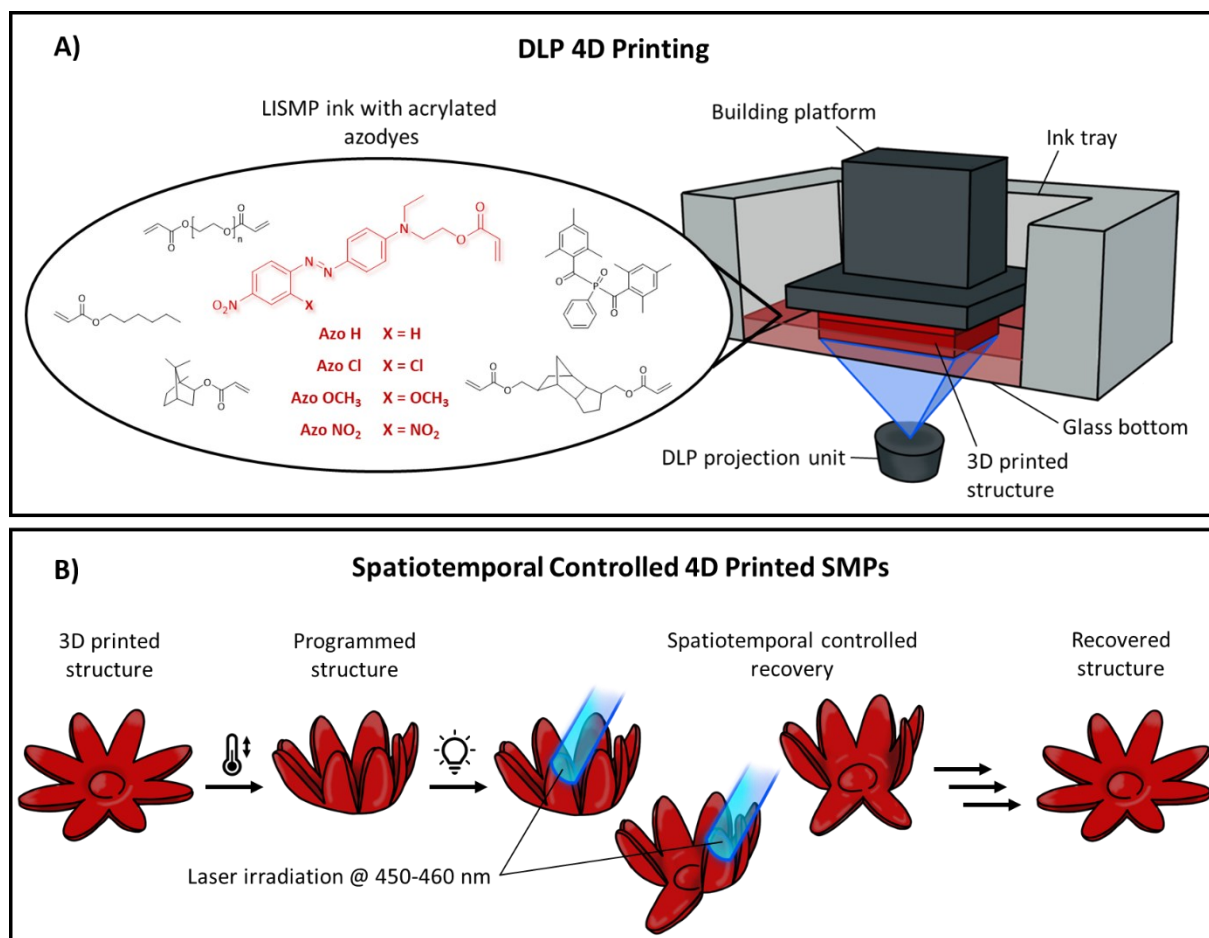 A)
DLP 4D Printing
LISMP ink with acrylated
azodyes
Building platform
Ink tray
O
O
O
O
n
O
O
N
O
O
N
N
O₂N
X
O
P
O
O
O
O
O
O
O
O
O
O
Azo H X = H
Azo Cl X = Cl
Azo OCH₃ X = OCH₃
Azo NO₂ X = NO₂
Glass bottom
DLP projection unit
3D printed
structure
B)
Spatiotemporal Controlled 4D Printed SMPs
3D printed
structure
Programmed
structure
Spatiotemporal controlled
recovery
Recovered
structure
Laser irradiation @ 450-460 nm